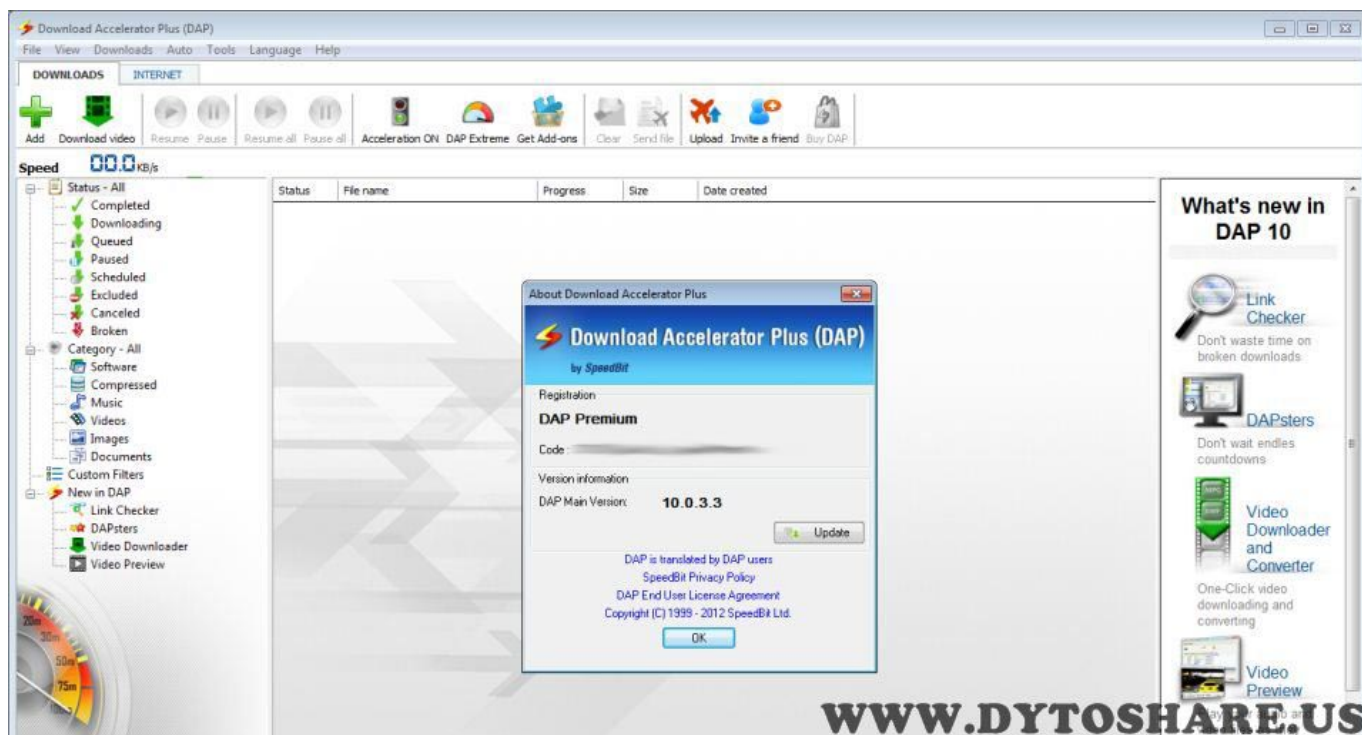 Download Accelerator Plus (DAP)
File View Downloads Auto Tools Language Help
DOWNLOADS INTERNET
Add Download video Resume Pause Resume all Pause all Acceleration ON DAP Extreme Get Add-ons Clear Send file Upload Invite a friend Buy DAP
Speed 00.0 KB/s
Status - All
Completed
Downloading
Queued
Paused
Scheduled
Excluded
Canceled
Broken
Category - All
Software
Compressed
Music
Videos
Images
Documents
Custom Filters
New in DAP
Link Checker
DAPsters
Video Downloader
Video Preview
20m
30m
50m
75m
Status File name Progress Size Date created
About Download Accelerator Plus
Download Accelerator Plus (DAP)
by SpeedBit
Registration
DAP Premium
Code:
Version information
DAP Main Version: 10.0.3.3
Update
DAP is translated by DAP users
SpeedBit Privacy Policy
DAP End User License Agreement
Copyright (C) 1999 - 2012 SpeedBit Ltd.
OK
What's new in
DAP 10
Link
Checker
Don't waste time on
broken downloads
DAPsters
Don't wait endles
countdowns
Video
Downloader
and
Converter
One-Click video
downloading and
converting
Video
Preview
WWW.DYTOSHARE.US